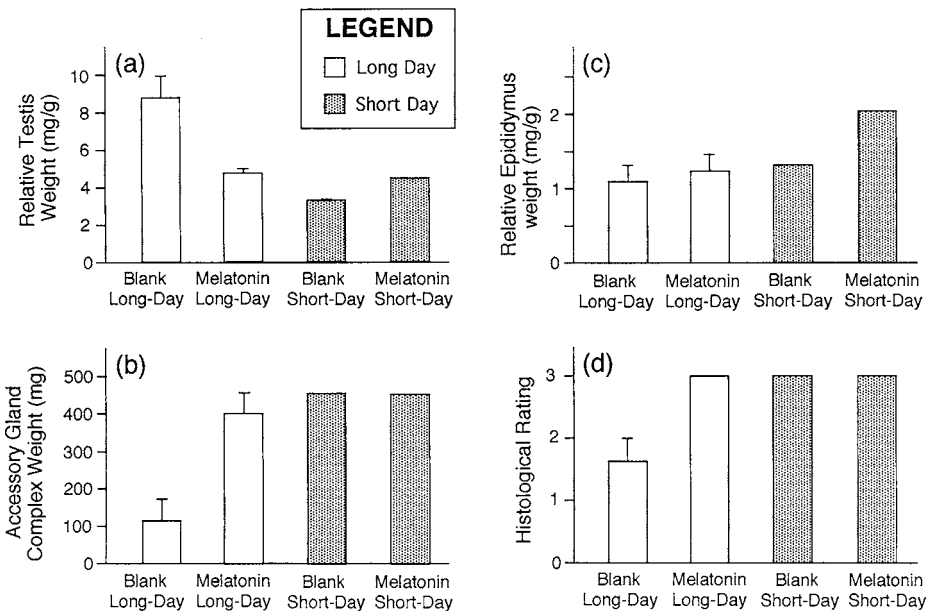 LEGEND
Long Day
Short Day
(a)
Relative Testis
Weight (mg/g)
10
8
6
4
2
0
Blank
Long-Day
Melatonin
Long-Day
Blank
Short-Day
Melatonin
Short-Day
(c)
Relative Epididymus
weight (mg/g)
2
1
0
Blank
Long-Day
Melatonin
Long-Day
Blank
Short-Day
Melatonin
Short-Day
(b)
Accessory Gland
Complex Weight (mg)
500
400
300
200
100
0
Blank
Long-Day
Melatonin
Long-Day
Blank
Short-Day
Melatonin
Short-Day
(d)
Histological Rating
3
2
1
0
Blank
Long-Day
Melatonin
Long-Day
Blank
Short-Day
Melatonin
Short-Day